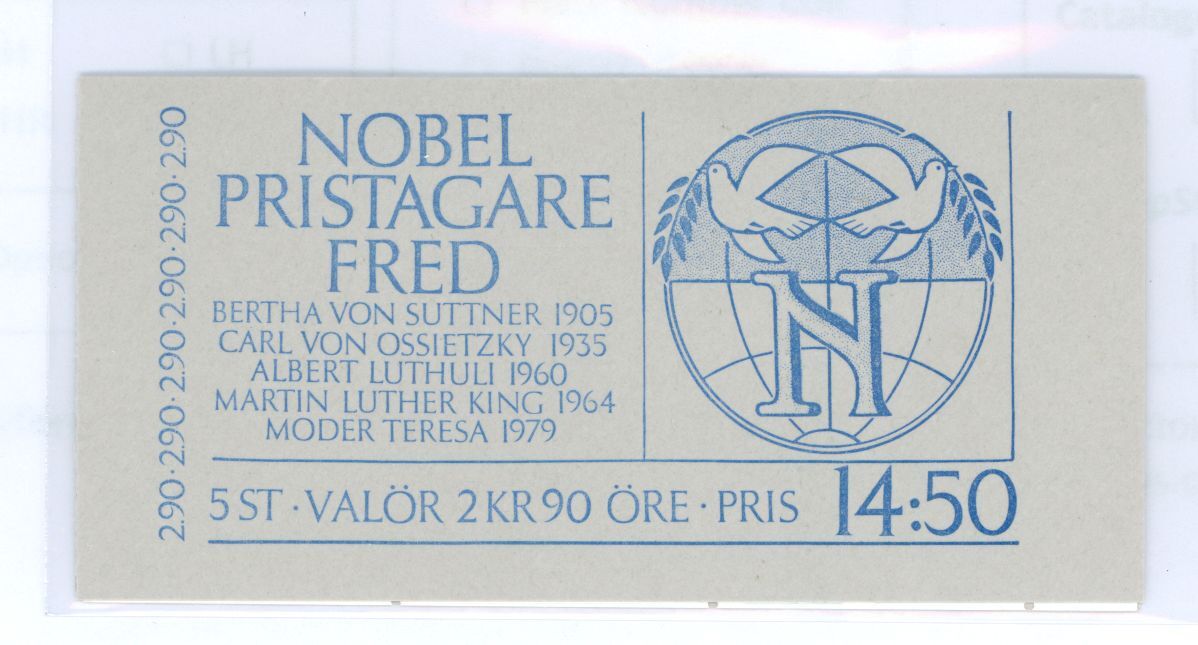 2.90 · 2.90 · 2.90 · 2.90 · 2.90 · 2.90
NOBEL
PRISTAGARE
FRED
BERTHA VON SUTTNER 1905
CARL VON OSSIETZKY 1935
ALBERT LUTHULI 1960
MARTIN LUTHER KING 1964
MODER TERESA 1979
N
5 ST · VALÖR 2 KR 90 ÖRE · PRIS 14:50